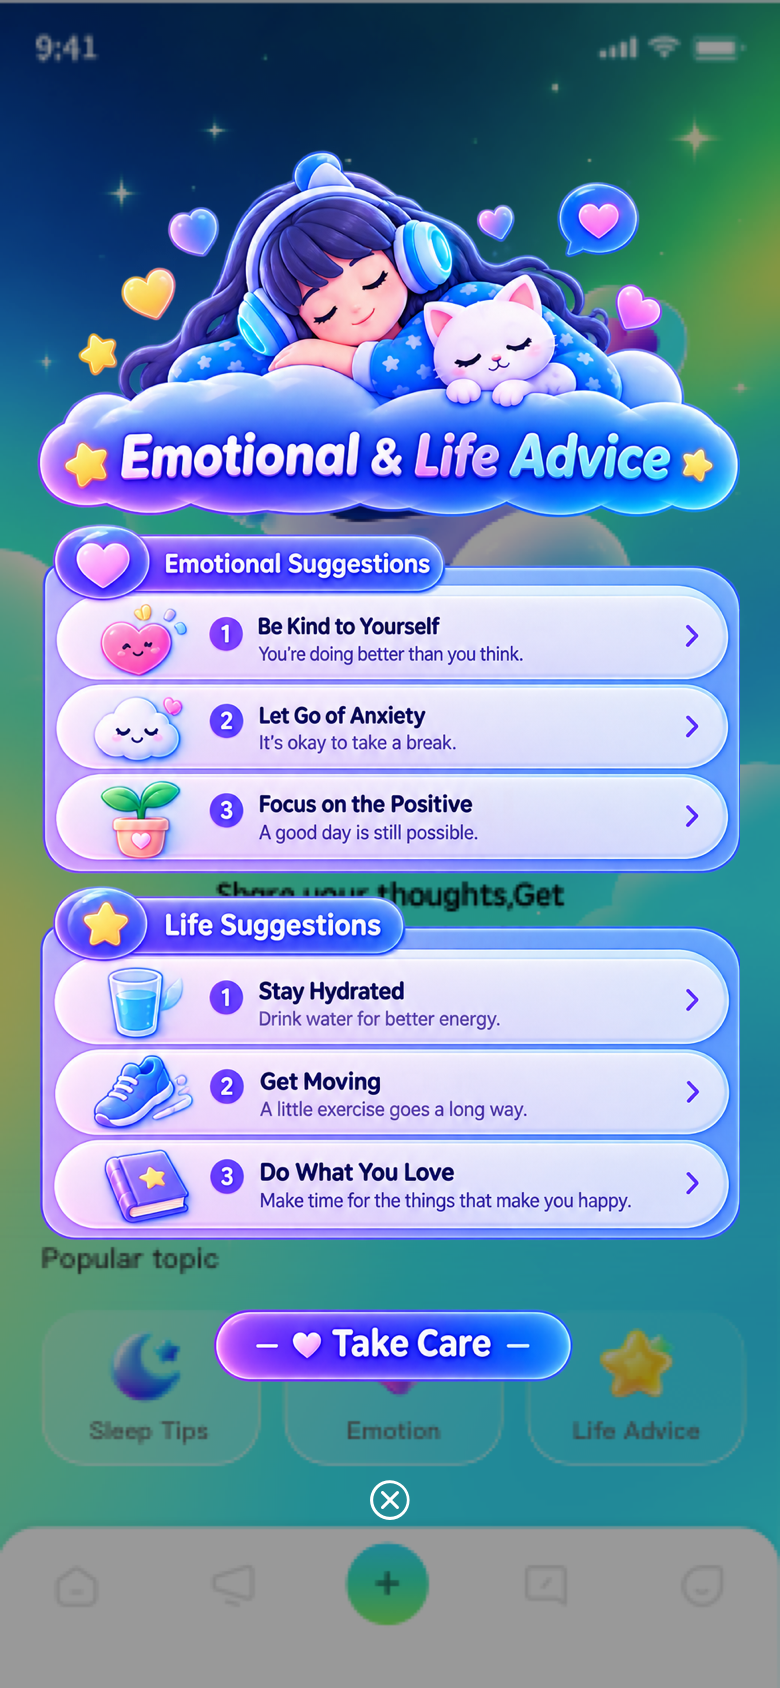 9:41
Emotional & Life Advice
Emotional Suggestions
1 Be Kind to Yourself
You're doing better than you think.
2 Let Go of Anxiety
It's okay to take a break.
3 Focus on the Positive
A good day is still possible.
Share your thoughts,Get
Life Suggestions
1 Stay Hydrated
Drink water for better energy.
2 Get Moving
A little exercise goes a long way.
3 Do What You Love
Make time for the things that make you happy.
Popular topic
– Take Care –
Sleep Tips
Emotion
Life Advice